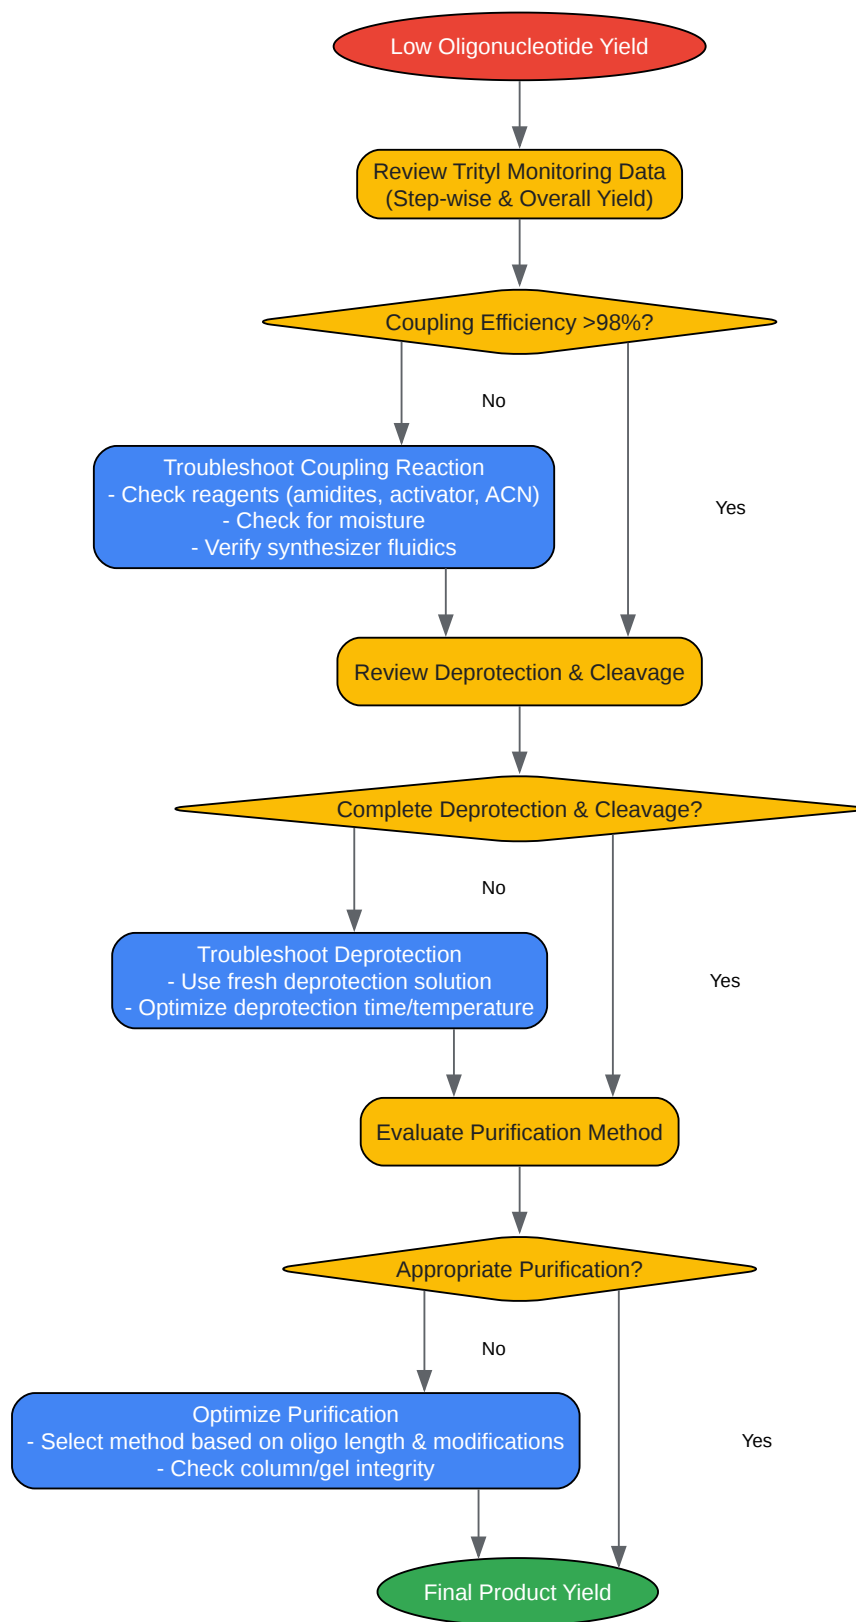 Low Oligonucleotide Yield
Review Trityl Monitoring Data
(Step-wise & Overall Yield)
Coupling Efficiency >98%?
No
Troubleshoot Coupling Reaction
- Check reagents (amidites, activator, ACN)
- Check for moisture
- Verify synthesizer fluidics
Yes
Review Deprotection & Cleavage
Complete Deprotection & Cleavage?
No
Troubleshoot Deprotection
- Use fresh deprotection solution
- Optimize deprotection time/temperature
Yes
Evaluate Purification Method
Appropriate Purification?
No
Optimize Purification
- Select method based on oligo length & modifications
- Check column/gel integrity
Yes
Final Product Yield